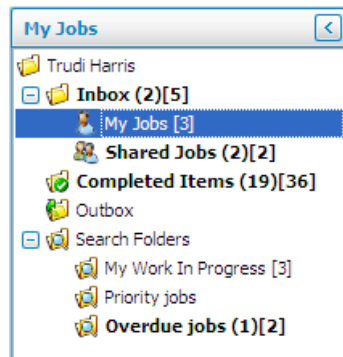 My Jobs
Trudi Harris
Inbox (2)[5]
My Jobs [3]
Shared Jobs (2)[2]
Completed Items (19)[36]
Outbox
Search Folders
My Work In Progress [3]
Priority jobs
Overdue jobs (1)[2]